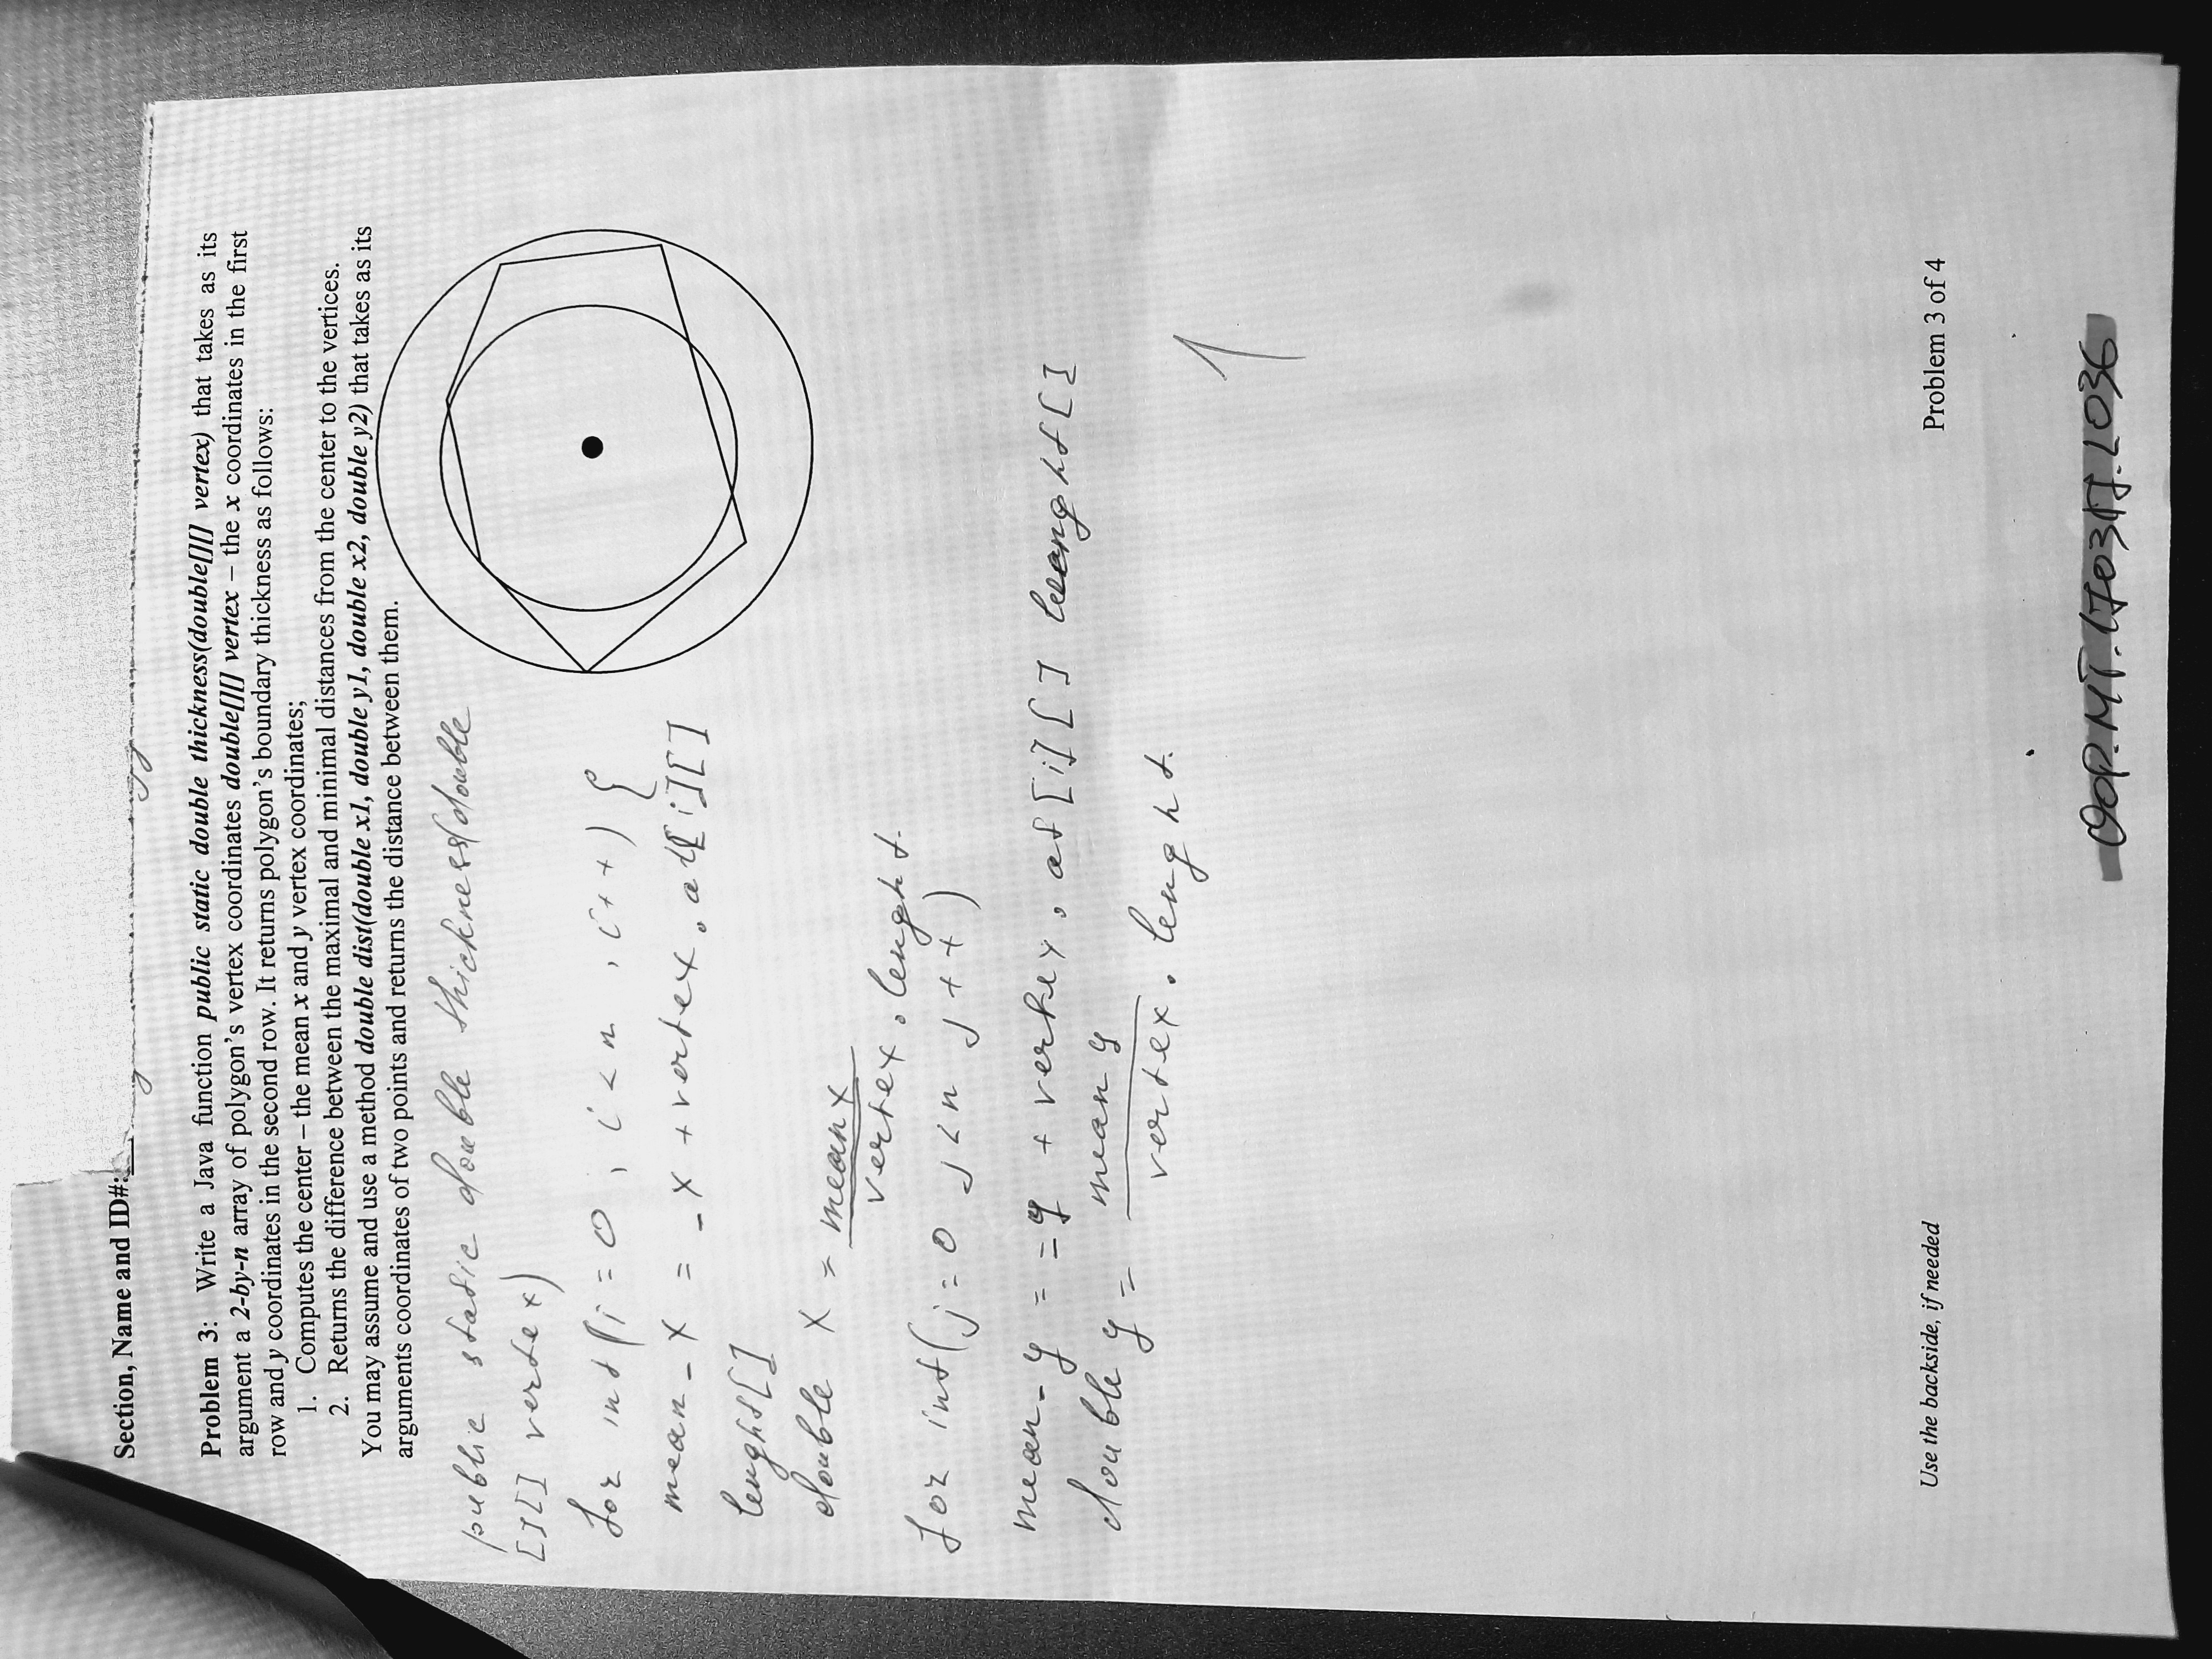 Section, Name and ID#:
Problem 3: Write a Java function public static double thickness(double[][] vertex) that takes as its
argument a 2-by-n array of polygon's vertex coordinates double[][] vertex – the x coordinates in the first
row and y coordinates in the second row. It returns polygon's boundary thickness as follows:
1. Computes the center – the mean x and y vertex coordinates;
2. Returns the difference between the maximal and minimal distances from the center to the vertices.
You may assume and use a method double dist(double x1, double y1, double x2, double y2) that takes as its
arguments coordinates of two points and returns the distance between them.
public static double thickness(double
[][] vertex)
for int(i = 0 , i < n , i++) {
mean_x = _x + vertex.at[i][]
lenght[]
double x = mean x
vertex.lenght.
for int(j = 0 j < n j++)
mean_y = =y + vertex.at[i][] lenght[]
double y = mean y
vertex.lenght.
1
Use the backside, if needed
Problem 3 of 4
OOP.MT.170317.L036